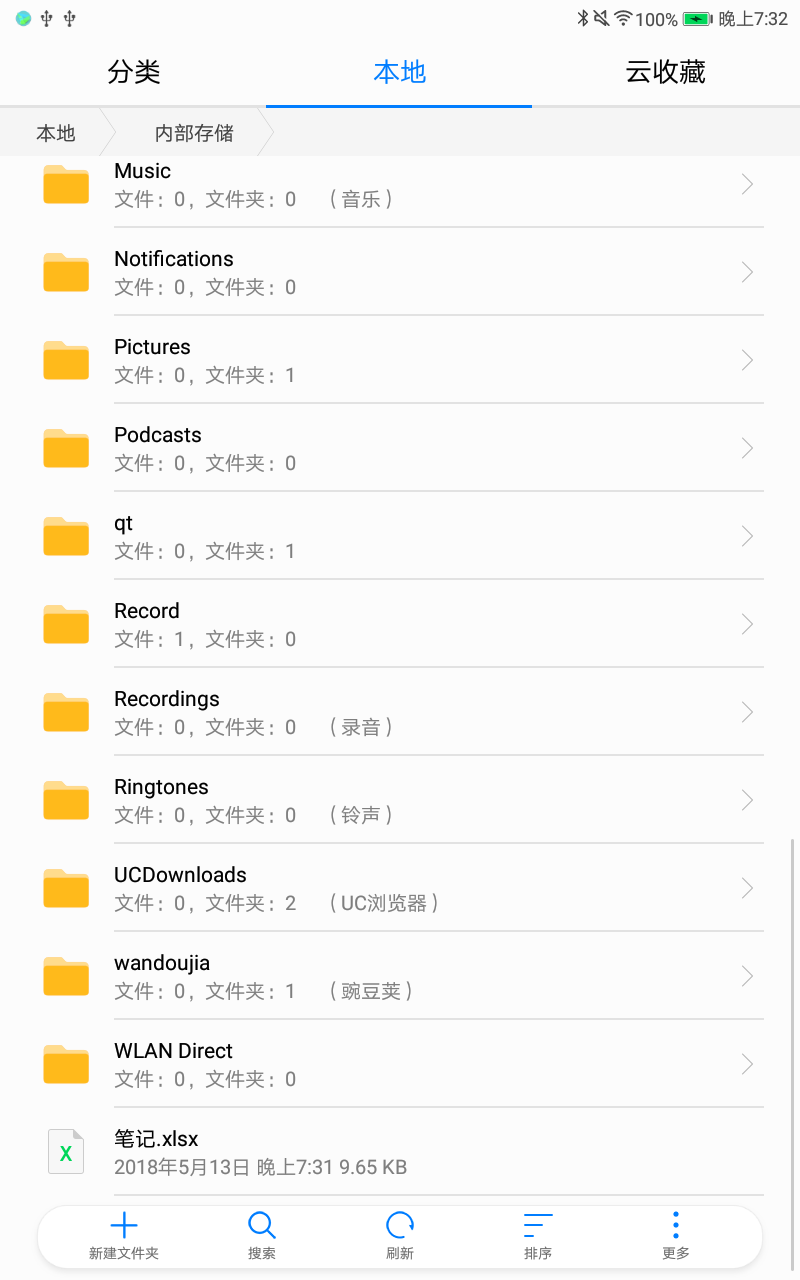 100% 晚上7:32
分类 本地 云收藏
本地 内部存储
Music
文件：0，文件夹：0 （音乐）
Notifications
文件：0，文件夹：0
Pictures
文件：0，文件夹：1
Podcasts
文件：0，文件夹：0
qt
文件：0，文件夹：1
Record
文件：1，文件夹：0
Recordings
文件：0，文件夹：0 （录音）
Ringtones
文件：0，文件夹：0 （铃声）
UCDownloads
文件：0，文件夹：2 （UC浏览器）
wandoujia
文件：0，文件夹：1 （豌豆荚）
WLAN Direct
文件：0，文件夹：0
X
笔记.xlsx
2018年5月13日 晚上7:31 9.65 KB
新建文件夹 搜索 刷新 排序 更多